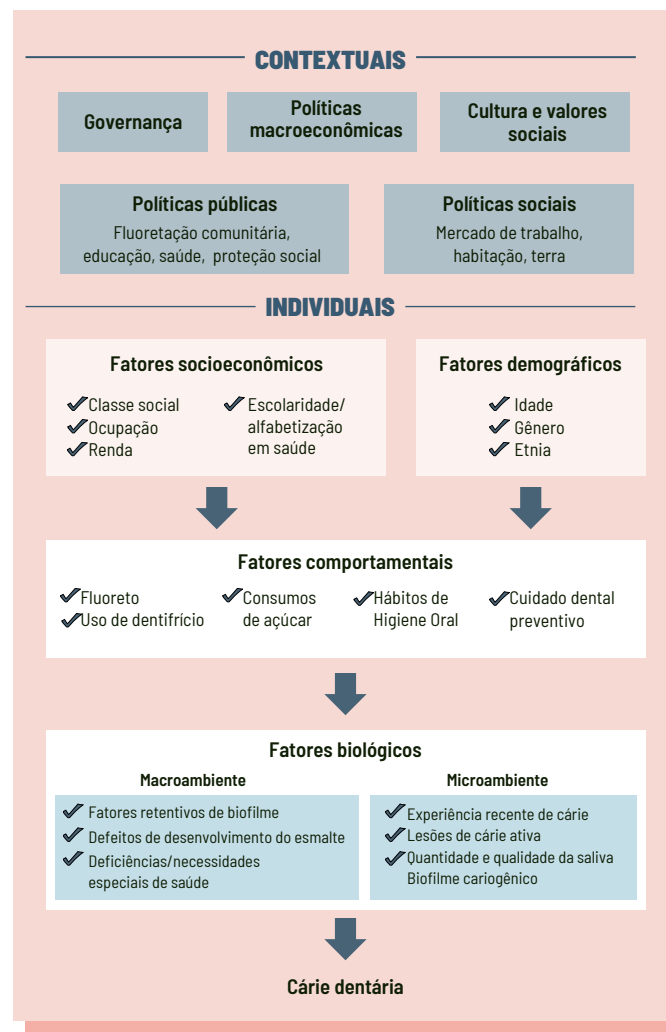 CONTEXTUAIS
Governança
Políticas
macroeconômicas
Cultura e valores
sociais
Políticas públicas
Fluoretação comunitária,
educação, saúde, proteção social
Políticas sociais
Mercado de trabalho,
habitação, terra
INDIVIDUAIS
Fatores socioeconômicos
Classe social
Ocupação
Renda
Escolaridade/
alfabetização
em saúde
Fatores demográficos
Idade
Gênero
Etnia
Fatores comportamentais
Fluoreto
Uso de dentifrício
Consumos
de açúcar
Hábitos de
Higiene Oral
Cuidado dental
preventivo
Fatores biológicos
Macroambiente
Fatores retentivos de biofilme
Defeitos de desenvolvimento do esmalte
Deficiências/necessidades
especiais de saúde
Microambiente
Experiência recente de cárie
Lesões de cárie ativa
Quantidade e qualidade da saliva
Biofilme cariogênico
Cárie dentária